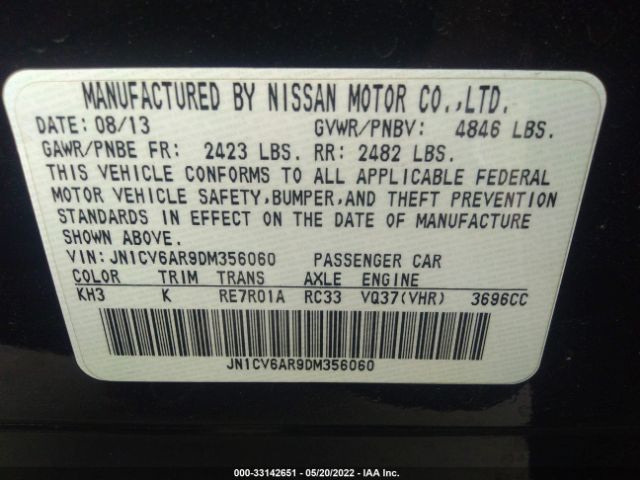 MANUFACTURED BY NISSAN MOTOR CO.,LTD.
DATE: 08/13 GVWR/PNBV: 4846 LBS.
GAWR/PNBE FR: 2423 LBS. RR: 2482 LBS.
THIS VEHICLE CONFORMS TO ALL APPLICABLE FEDERAL
MOTOR VEHICLE SAFETY,BUMPER,AND THEFT PREVENTION
STANDARDS IN EFFECT ON THE DATE OF MANUFACTURE
SHOWN ABOVE.
VIN: JN1CV6AR9DM356060 PASSENGER CAR
COLOR TRIM TRANS AXLE ENGINE
KH3 K RE7R01A RC33 VQ37(VHR) 3696CC
JN1CV6AR9DM356060
000-33142651 - 05/20/2022 - IAA Inc.